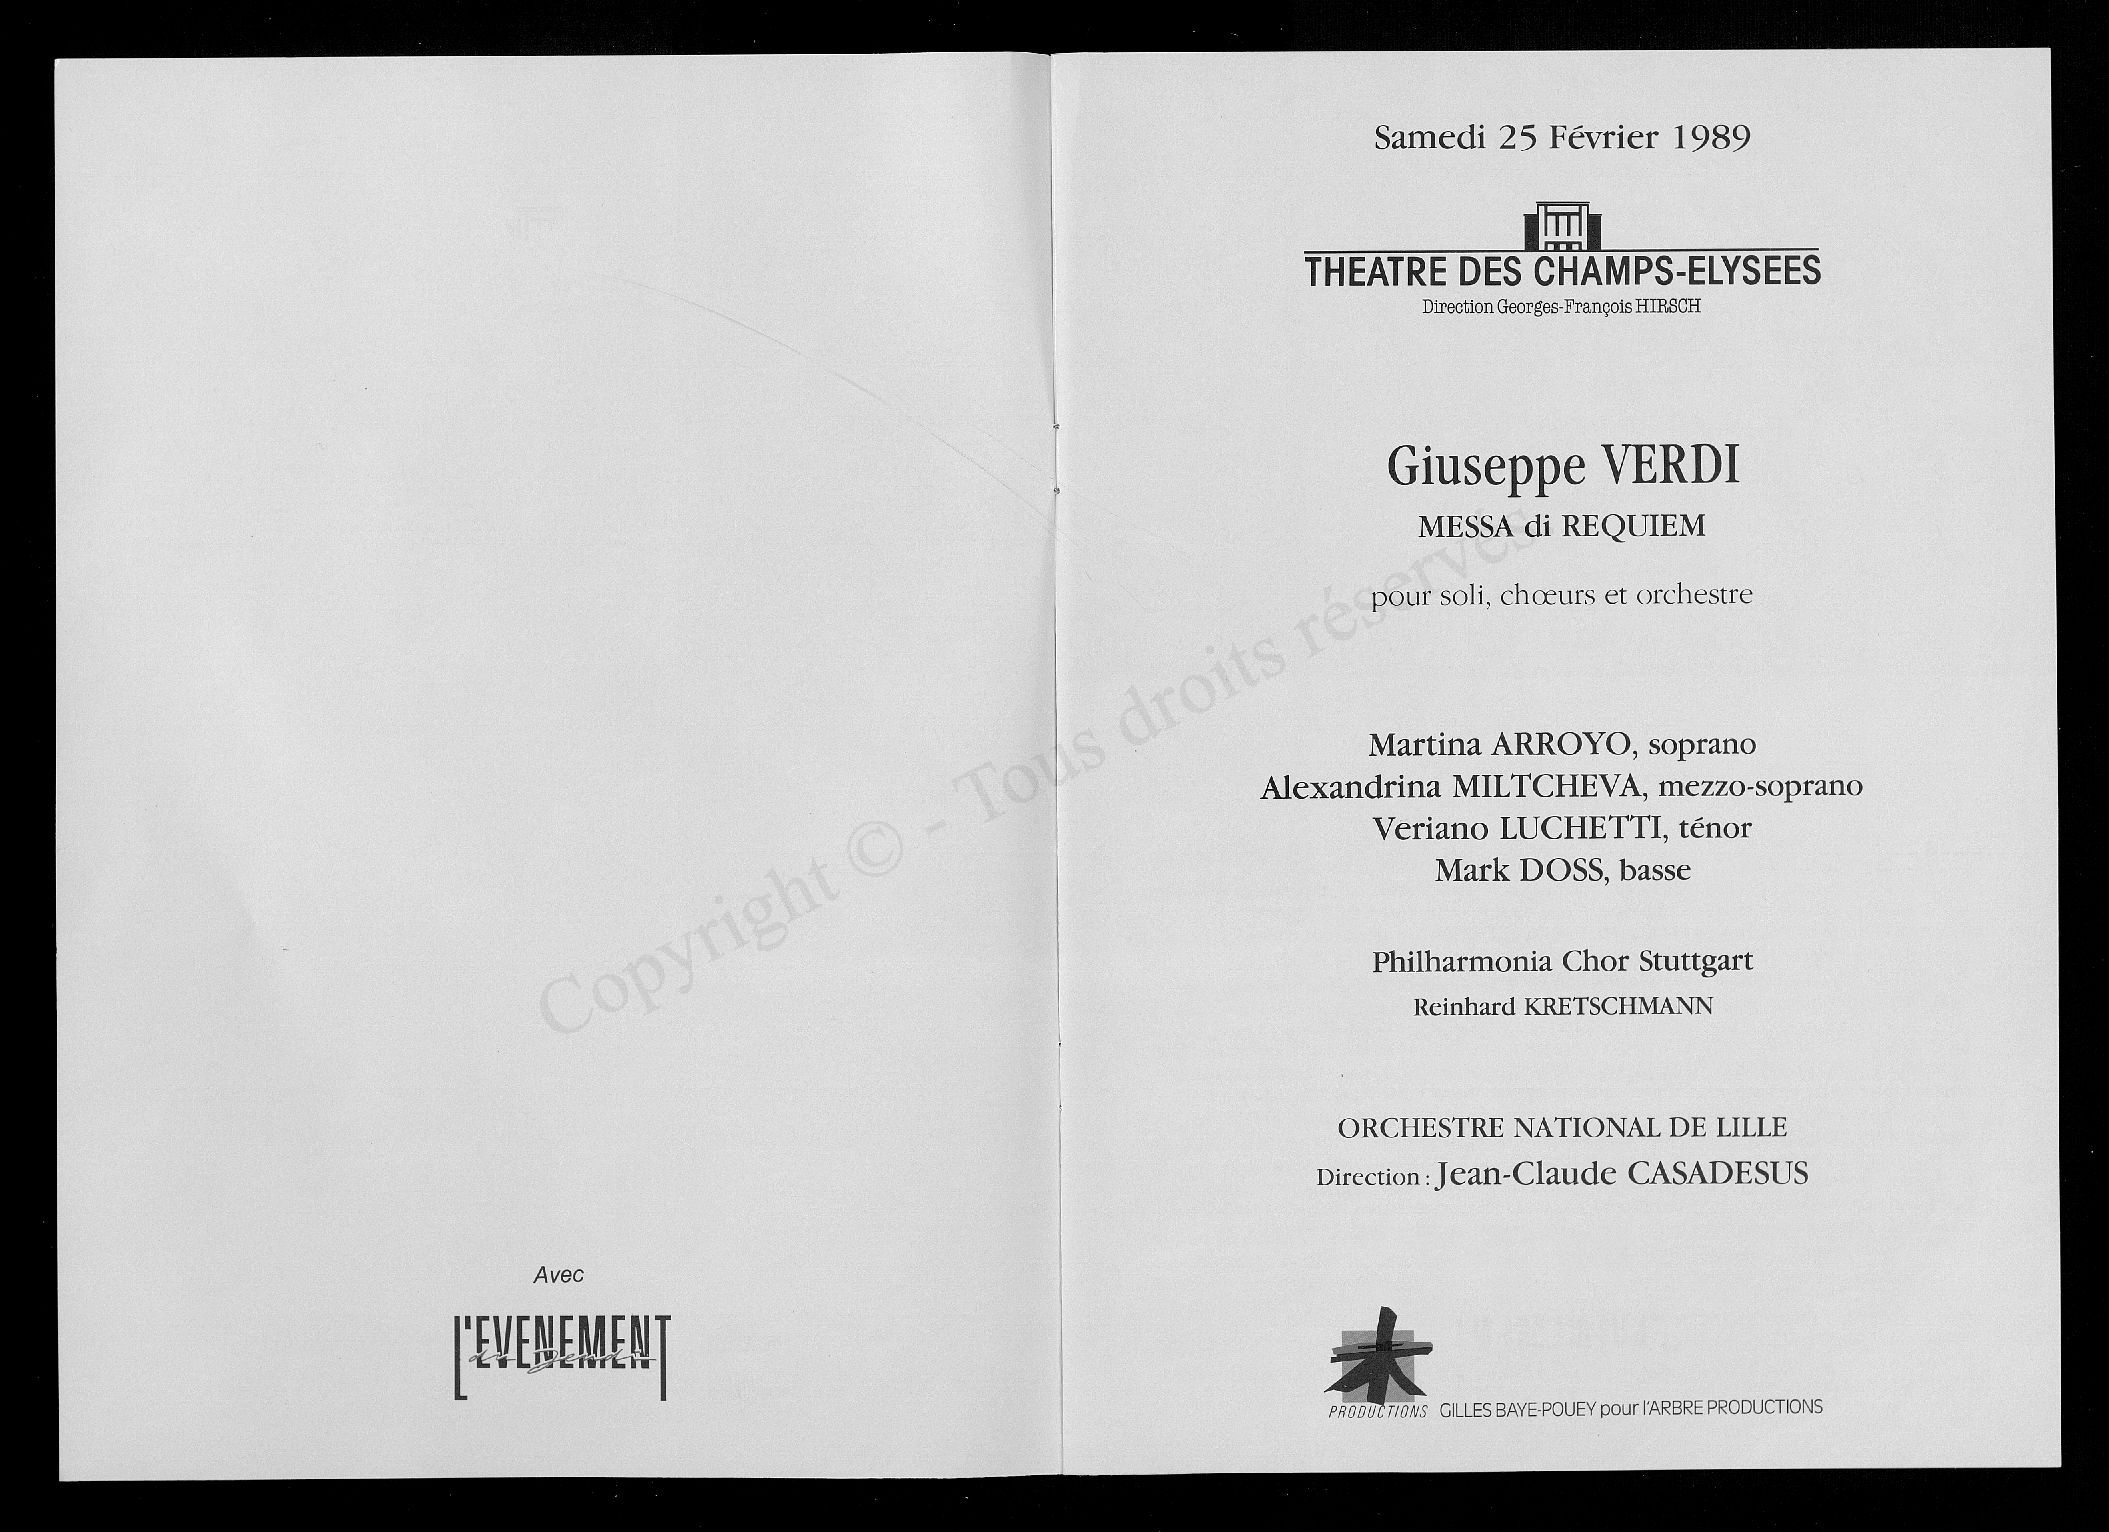 Avec
L'EVENEMENT
du Jeudi
Samedi 25 Février 1989
THEATRE DES CHAMPS-ELYSEES
Direction Georges-François HIRSCH
Giuseppe VERDI
MESSA di REQUIEM
pour soli, chœurs et orchestre
Martina ARROYO, soprano
Alexandrina MILTCHEVA, mezzo-soprano
Veriano LUCHETTI, ténor
Mark DOSS, basse
Philharmonia Chor Stuttgart
Reinhard KRETSCHMANN
ORCHESTRE NATIONAL DE LILLE
Direction : Jean-Claude CASADESUS
PRODUCTIONS GILLES BAYE-POUEY pour l'ARBRE PRODUCTIONS
Copyright © - Tous droits réservés